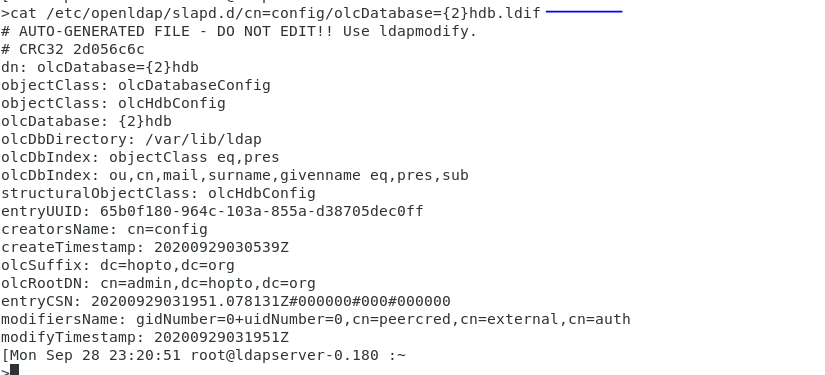 >cat /etc/openldap/slapd.d/cn=config/olcDatabase={2}hdb.ldif
# AUTO-GENERATED FILE - DO NOT EDIT!! Use ldapmodify.
# CRC32 2d056c6c
dn: olcDatabase={2}hdb
objectClass: olcDatabaseConfig
objectClass: olcHdbConfig
olcDatabase: {2}hdb
olcDbDirectory: /var/lib/ldap
olcDbIndex: objectClass eq,pres
olcDbIndex: ou,cn,mail,surname,givenname eq,pres,sub
structuralObjectClass: olcHdbConfig
entryUUID: 65b0f180-964c-103a-855a-d38705dec0ff
creatorsName: cn=config
createTimestamp: 20200929030539Z
olcSuffix: dc=hopto,dc=org
olcRootDN: cn=admin,dc=hopto,dc=org
entryCSN: 20200929031951.078131Z#000000#000#000000
modifiersName: gidNumber=0+uidNumber=0,cn=peercred,cn=external,cn=auth
modifyTimestamp: 20200929031951Z
[Mon Sep 28 23:20:51 root@ldapserver-0.180 :~
>